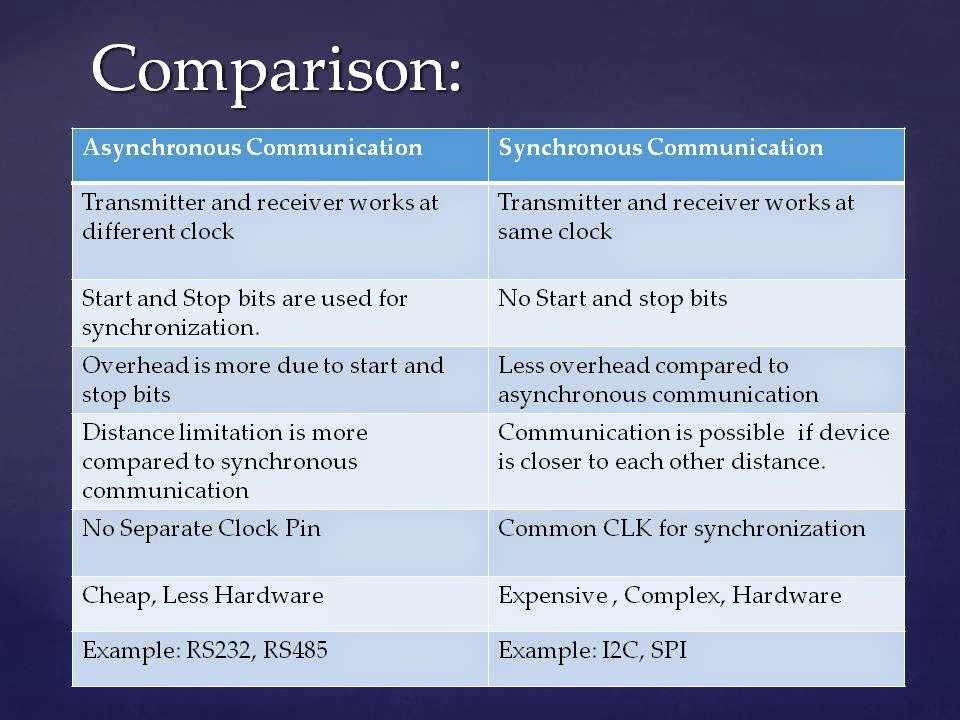 Comparison:
Asynchronous Communication
Synchronous Communication
Transmitter and receiver works at
different clock
Transmitter and receiver works at
same clock
Start and Stop bits are used for
synchronization.
No Start and stop bits
Overhead is more due to start and
stop bits
Less overhead compared to
asynchronous communication
Distance limitation is more
compared to synchronous
communication
Communication is possible  if device
is closer to each other distance.
No Separate Clock Pin
Common CLK for synchronization
Cheap, Less Hardware
Expensive , Complex, Hardware
Example: RS232, RS485
Example: I2C, SPI